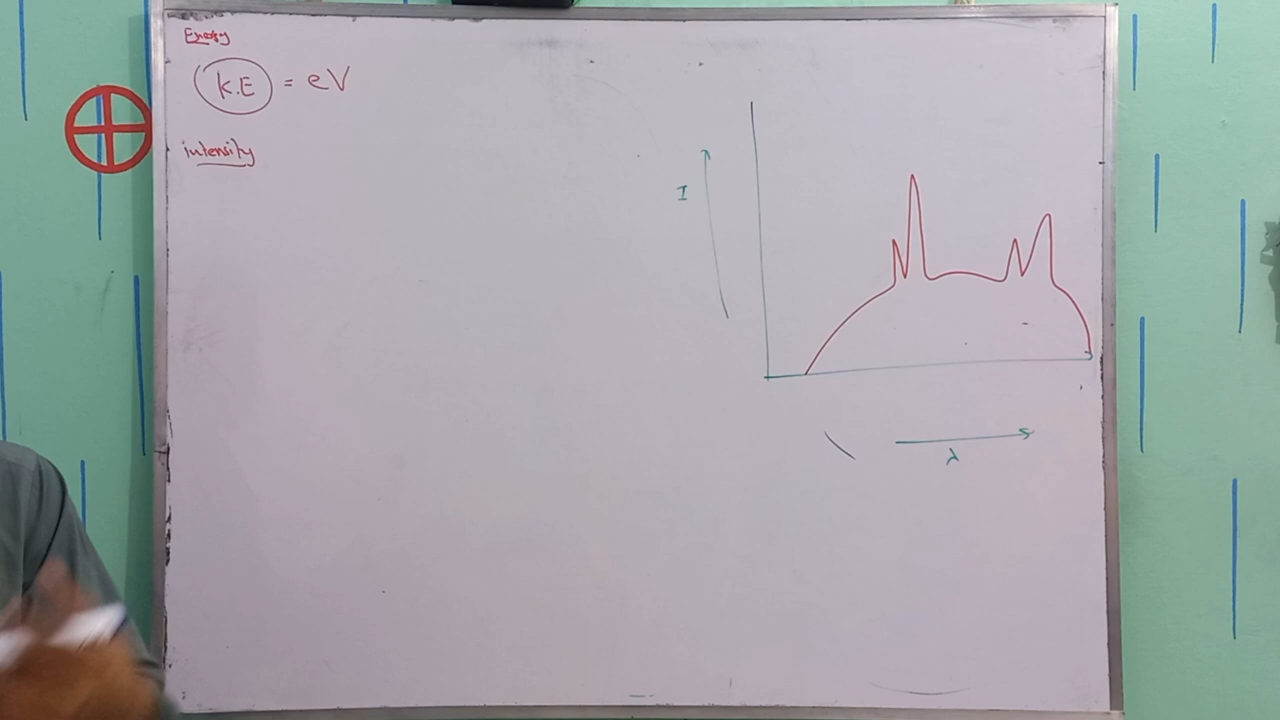 Energy
K.E = eV
intensity
I
λ